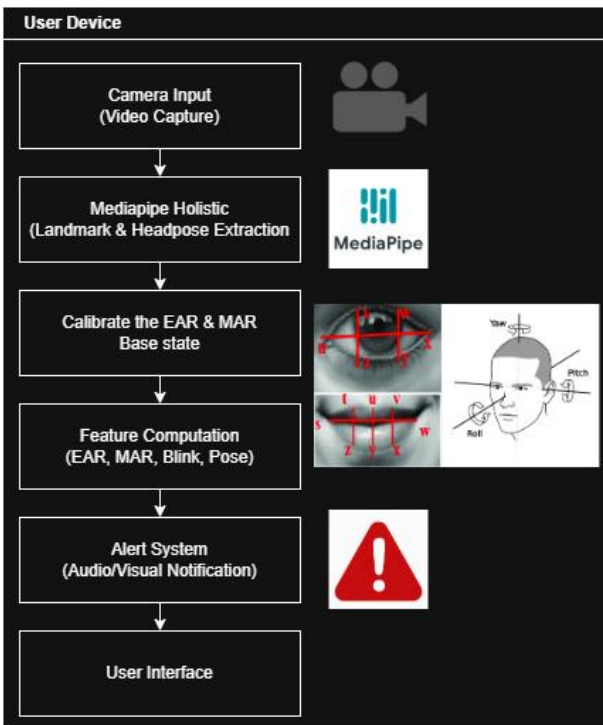 User Device
Camera Input
(Video Capture)
Mediapipe Holistic
(Landmark & Headpose Extraction
MediaPipe
Calibrate the EAR & MAR
Base state
Yaw
Pitch
Roll
t u v
s w
z y x
Feature Computation
(EAR, MAR, Blink, Pose)
Alert System
(Audio/Visual Notification)
User Interface